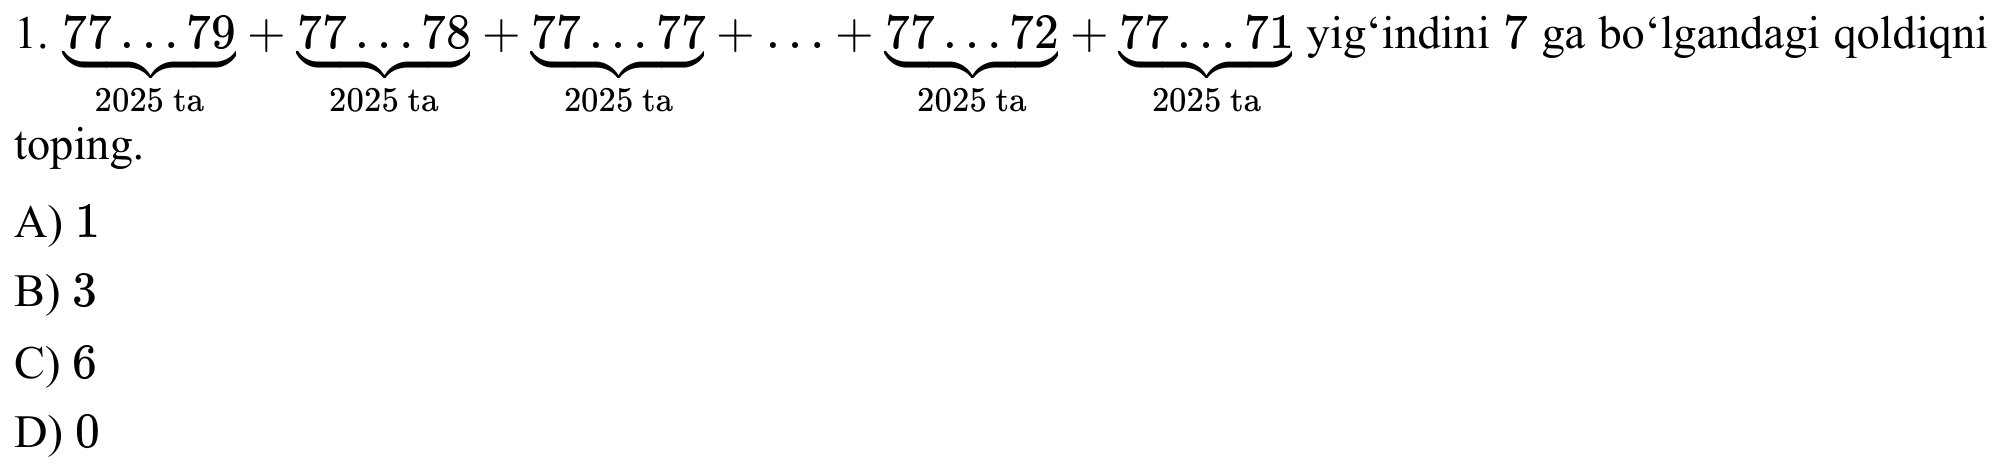 1. 77...79 + 77...78 + 77...77 + ... + 77...72 + 77...71 yig‘indini 7 ga bo‘lgandagi qoldiqni
2025 ta 2025 ta 2025 ta 2025 ta 2025 ta
toping.
A) 1
B) 3
C) 6
D) 0